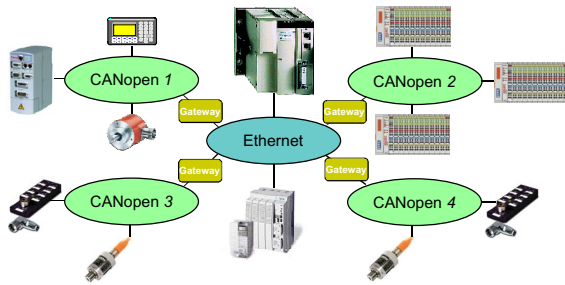 CANopen 1
CANopen 2
Gateway
Gateway
Ethernet
Gateway
Gateway
CANopen 3
CANopen 4